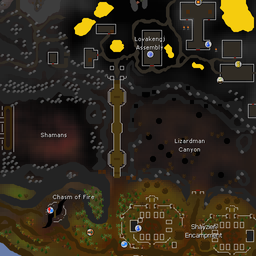 Lovakengj
Assembly
Shamans
Lizardman
Canyon
Chasm of Fire
Shayzien
Encampment